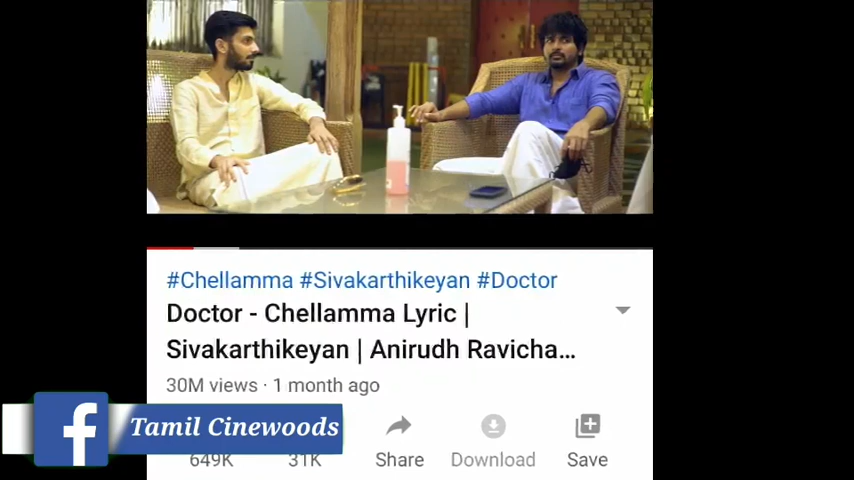 #Chellamma #Sivakarthikeyan #Doctor
Doctor - Chellamma Lyric |
Sivakarthikeyan | Anirudh Ravicha...
30M views · 1 month ago
Tamil Cinewoods
649K 31K Share Download Save